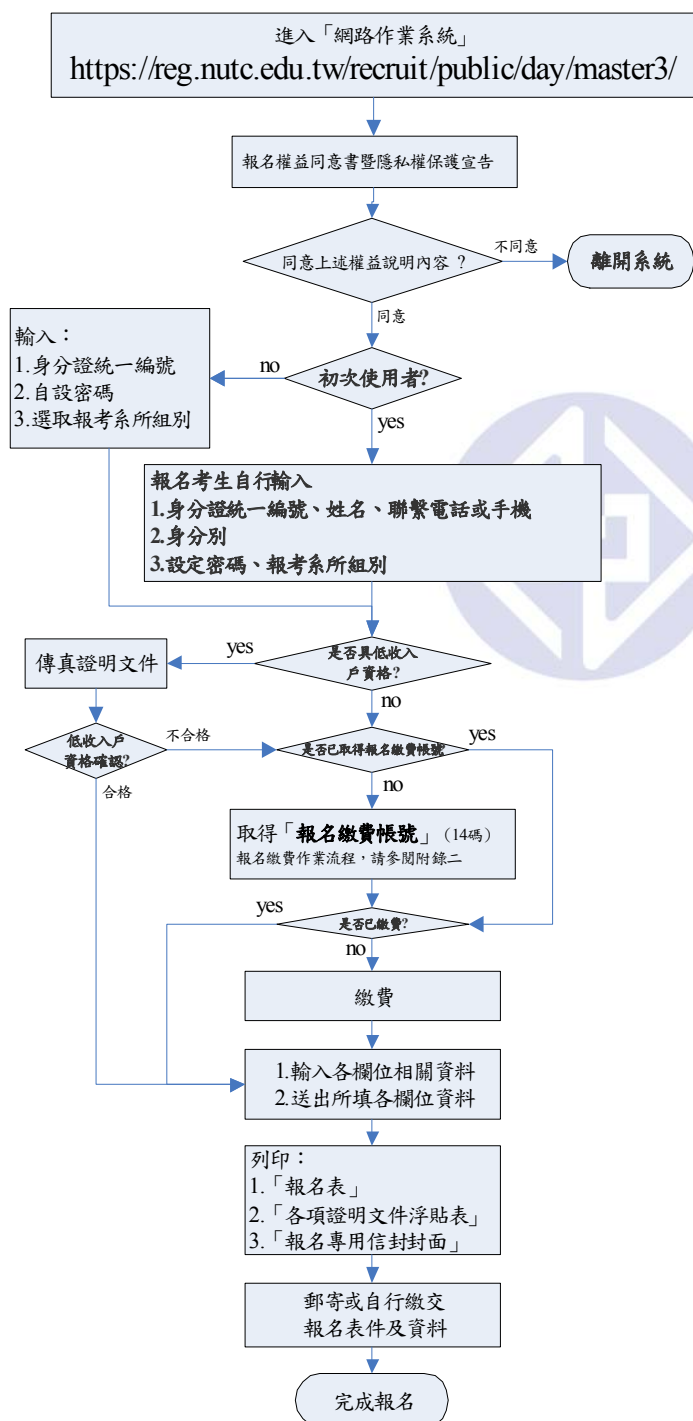 進入「網路作業系統」
https://reg.nutc.edu.tw/recruit/public/day/master3/
報名權益同意書暨隱私權保護宣告
同意上述權益說明內容 ?
不同意
離開系統
同意
初次使用者?
no
輸入：
1.身分證統一編號
2.自設密碼
3.選取報考系所組別
yes
報名考生自行輸入
1.身分證統一編號、姓名、聯繫電話或手機
2.身分別
3.設定密碼、報考系所組別
是否具低收入
戶資格?
yes
傳真證明文件
no
低收入戶
資格確認?
不合格
合格
是否已取得報名繳費帳號
yes
no
取得「報名繳費帳號」(14碼)
報名繳費作業流程，請參閱附錄二
是否已繳費?
yes
no
繳費
1.輸入各欄位相關資料
2.送出所填各欄位資料
列印：
1.「報名表」
2.「各項證明文件浮貼表」
3.「報名專用信封封面」
郵寄或自行繳交
報名表件及資料
完成報名